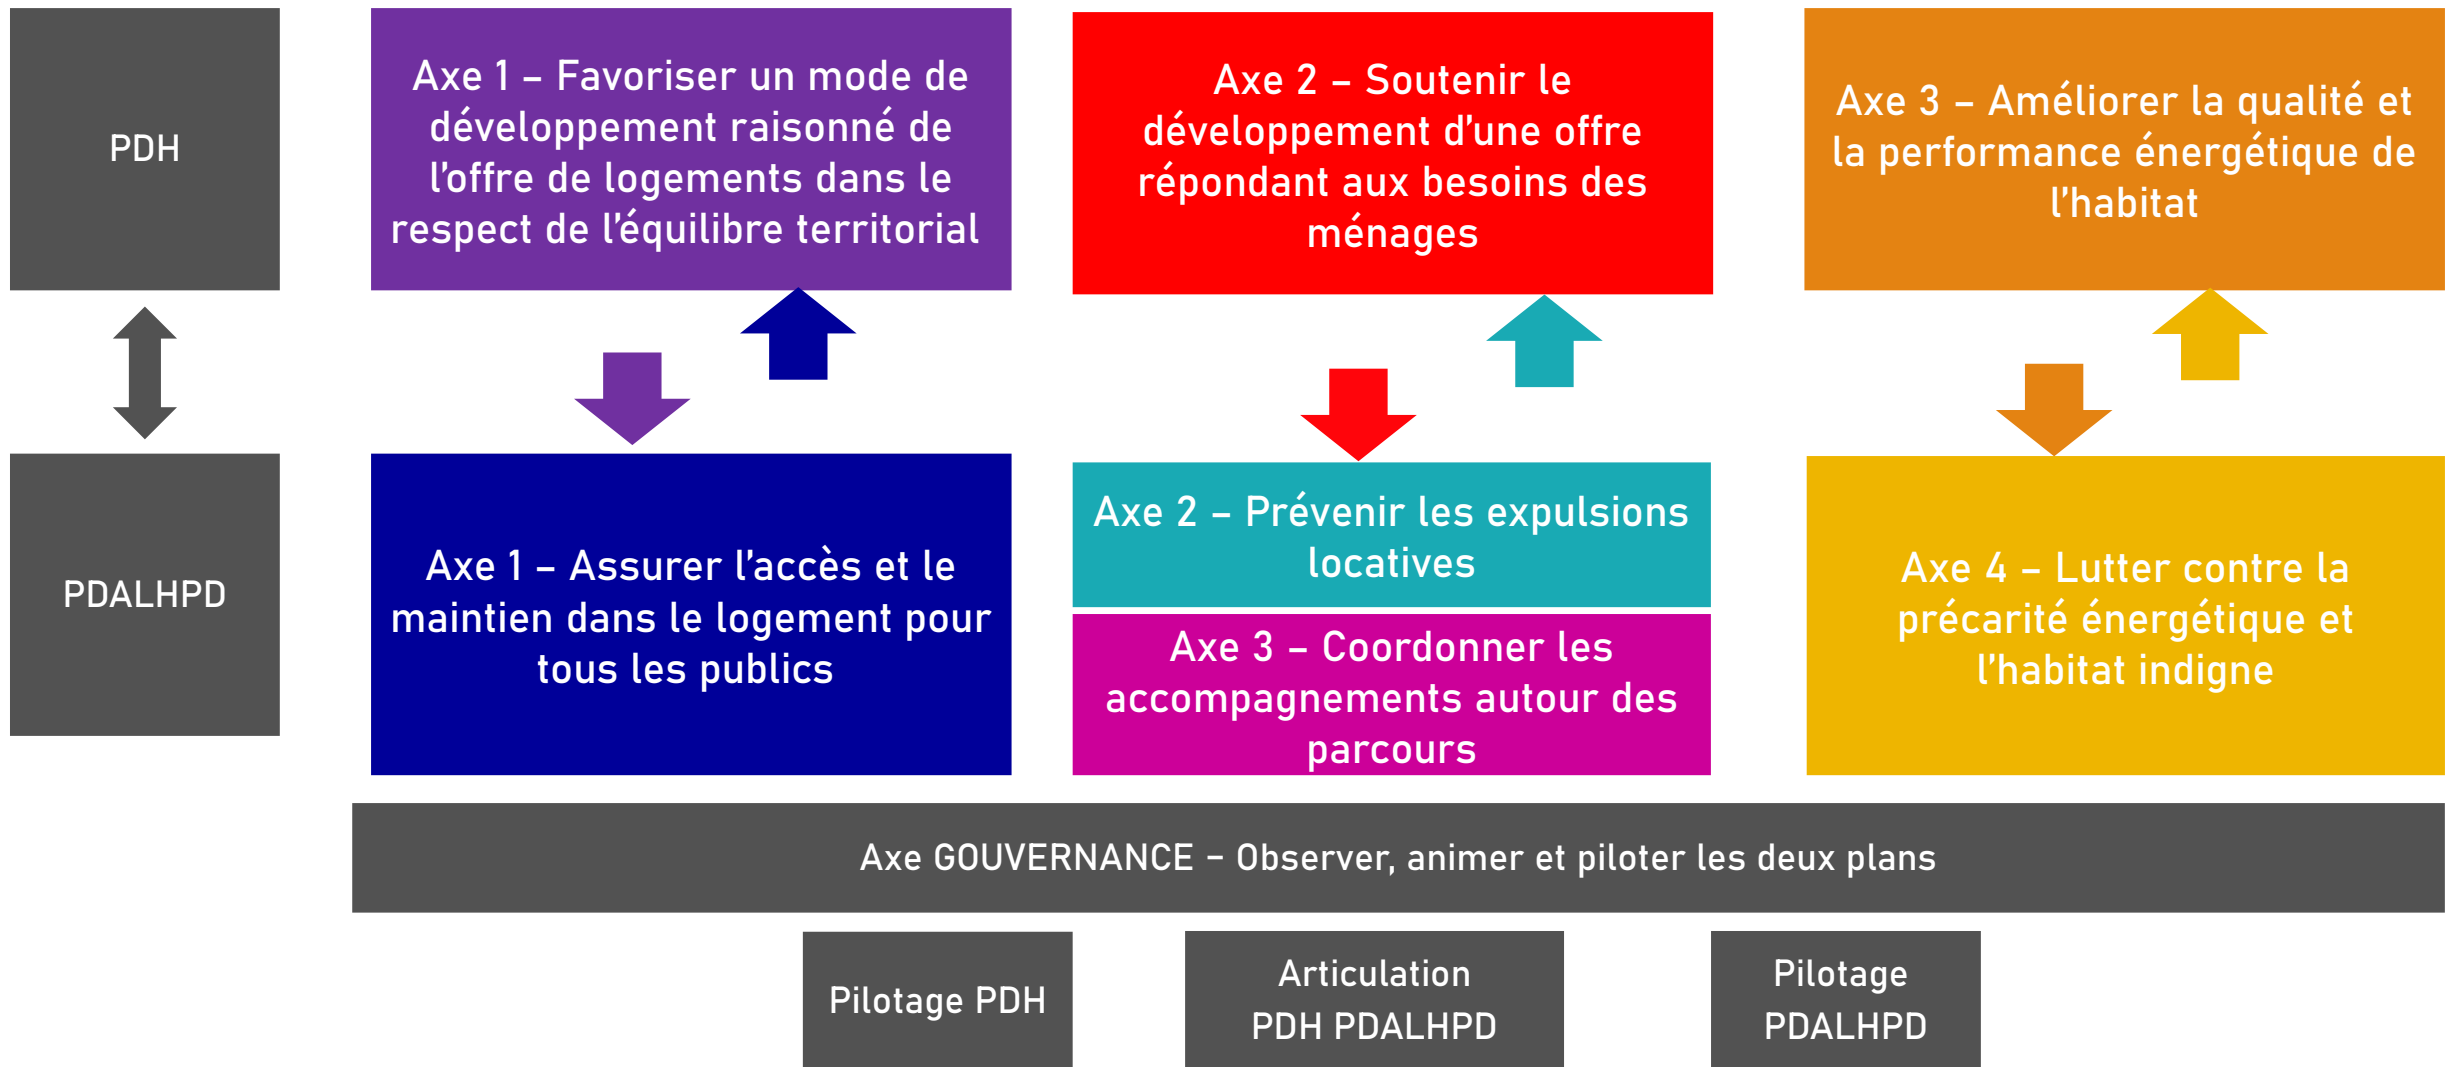 PDH
Axe 1 – Favoriser un mode de
développement raisonné de
l’offre de logements dans le
respect de l’équilibre territorial
Axe 2 – Soutenir le
développement d’une offre
répondant aux besoins des
ménages
Axe 3 – Améliorer la qualité et
la performance énergétique de
l’habitat
PDALHPD
Axe 1 – Assurer l’accès et le
maintien dans le logement pour
tous les publics
Axe 2 – Prévenir les expulsions
locatives
Axe 3 – Coordonner les
accompagnements autour des
parcours
Axe 4 – Lutter contre la
précarité énergétique et
l’habitat indigne
Axe GOUVERNANCE – Observer, animer et piloter les deux plans
Pilotage PDH
Articulation
PDH PDALHPD
Pilotage
PDALHPD